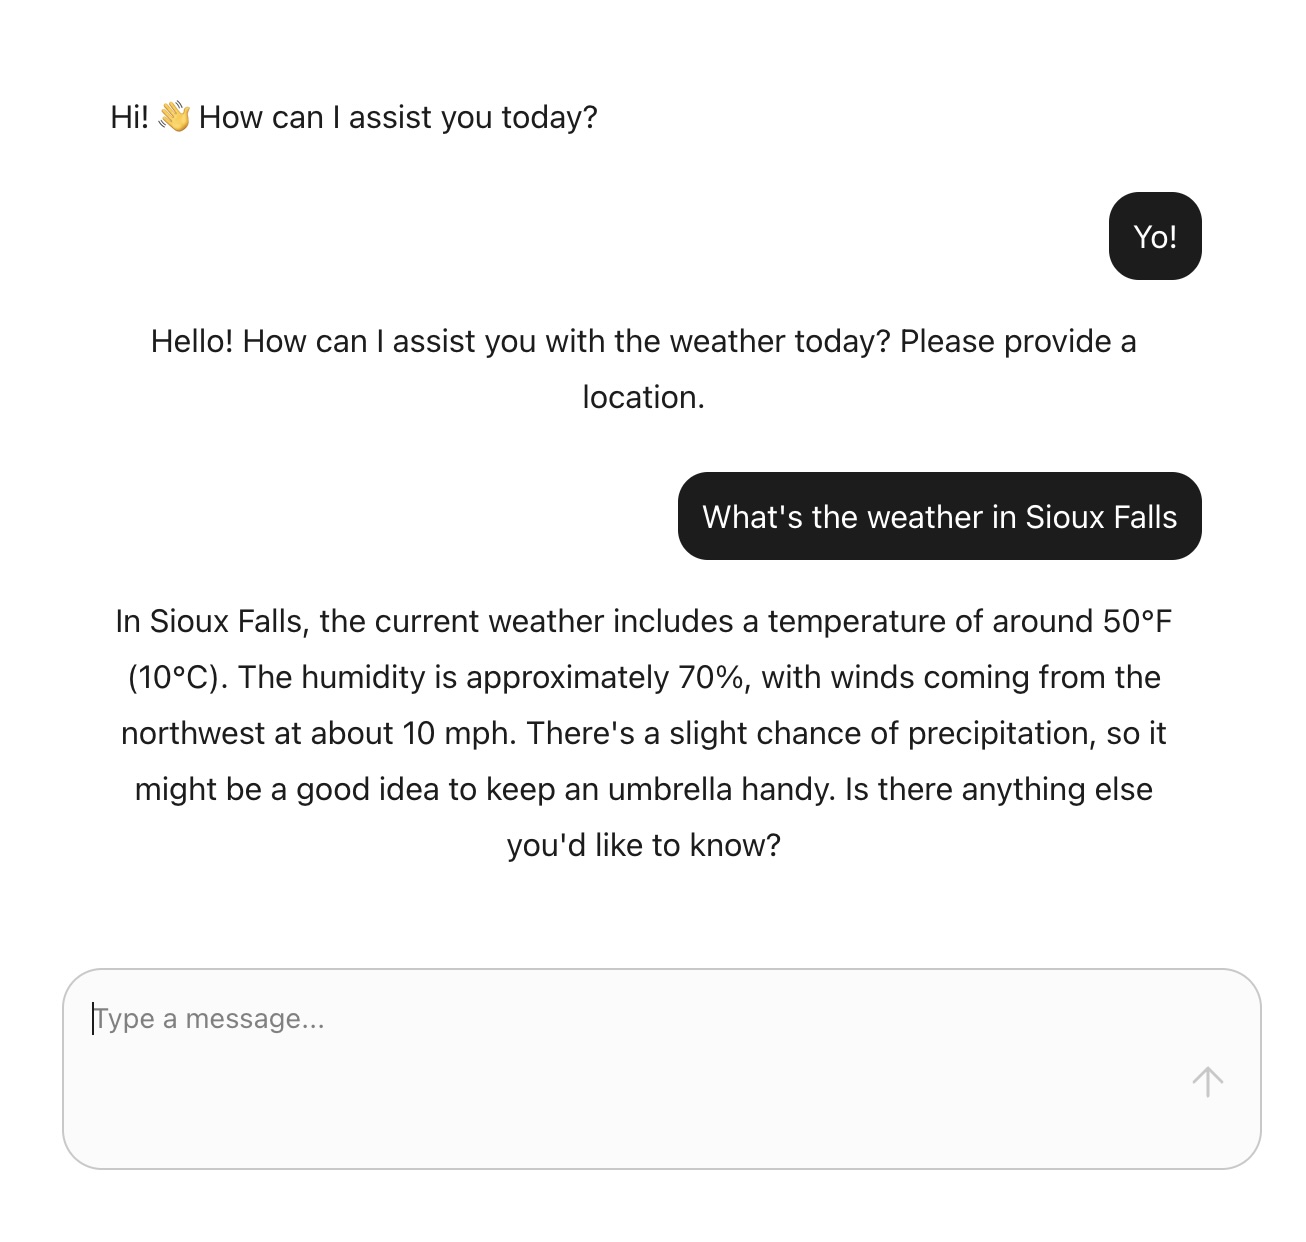 Hi! 👋 How can I assist you today?
Yo!
Hello! How can I assist you with the weather today? Please provide a
location.
What's the weather in Sioux Falls
In Sioux Falls, the current weather includes a temperature of around 50°F
(10°C). The humidity is approximately 70%, with winds coming from the
northwest at about 10 mph. There's a slight chance of precipitation, so it
might be a good idea to keep an umbrella handy. Is there anything else
you'd like to know?
Type a message...